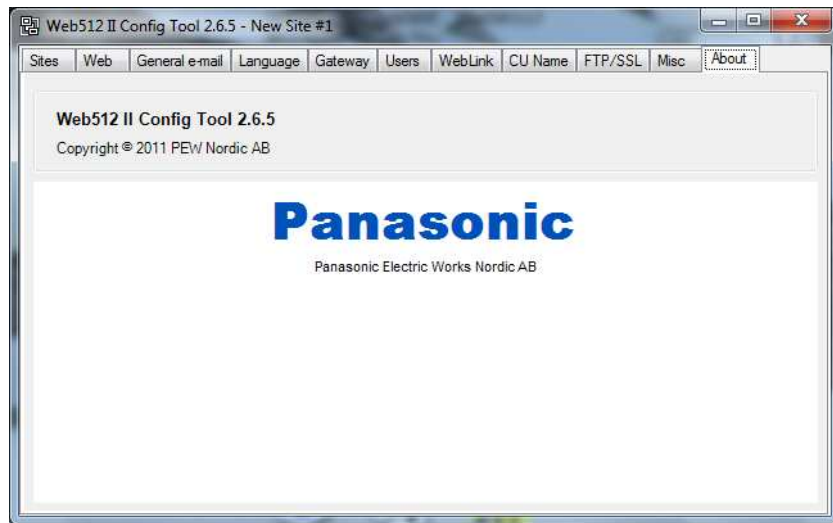 Web512 II Config Tool 2.6.5 - New Site #1
Sites Web General e-mail Language Gateway Users WebLink CU Name FTP/SSL Misc About
Web512 II Config Tool 2.6.5
Copyright © 2011 PEW Nordic AB
Panasonic
Panasonic Electric Works Nordic AB